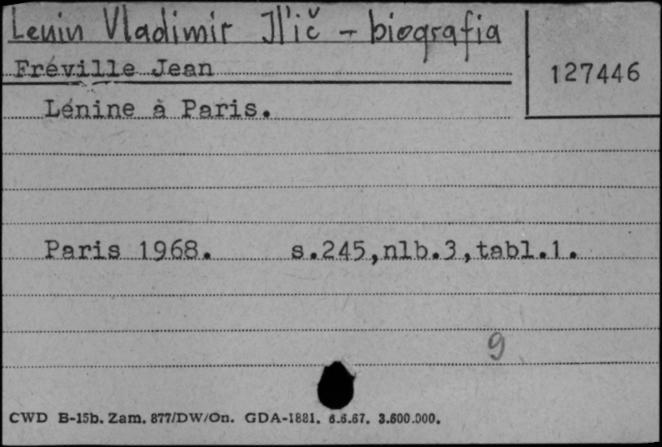 Lenin Vladimir Il'ič - biografia
Fréville Jean
127446
Lénine à Paris.
Paris 1968. s.245,nlb.3,tabl.1.
9
CWD B-15b. Zam. 877/DW/On. GDA-1881. 6.6.67. 3.600.000.